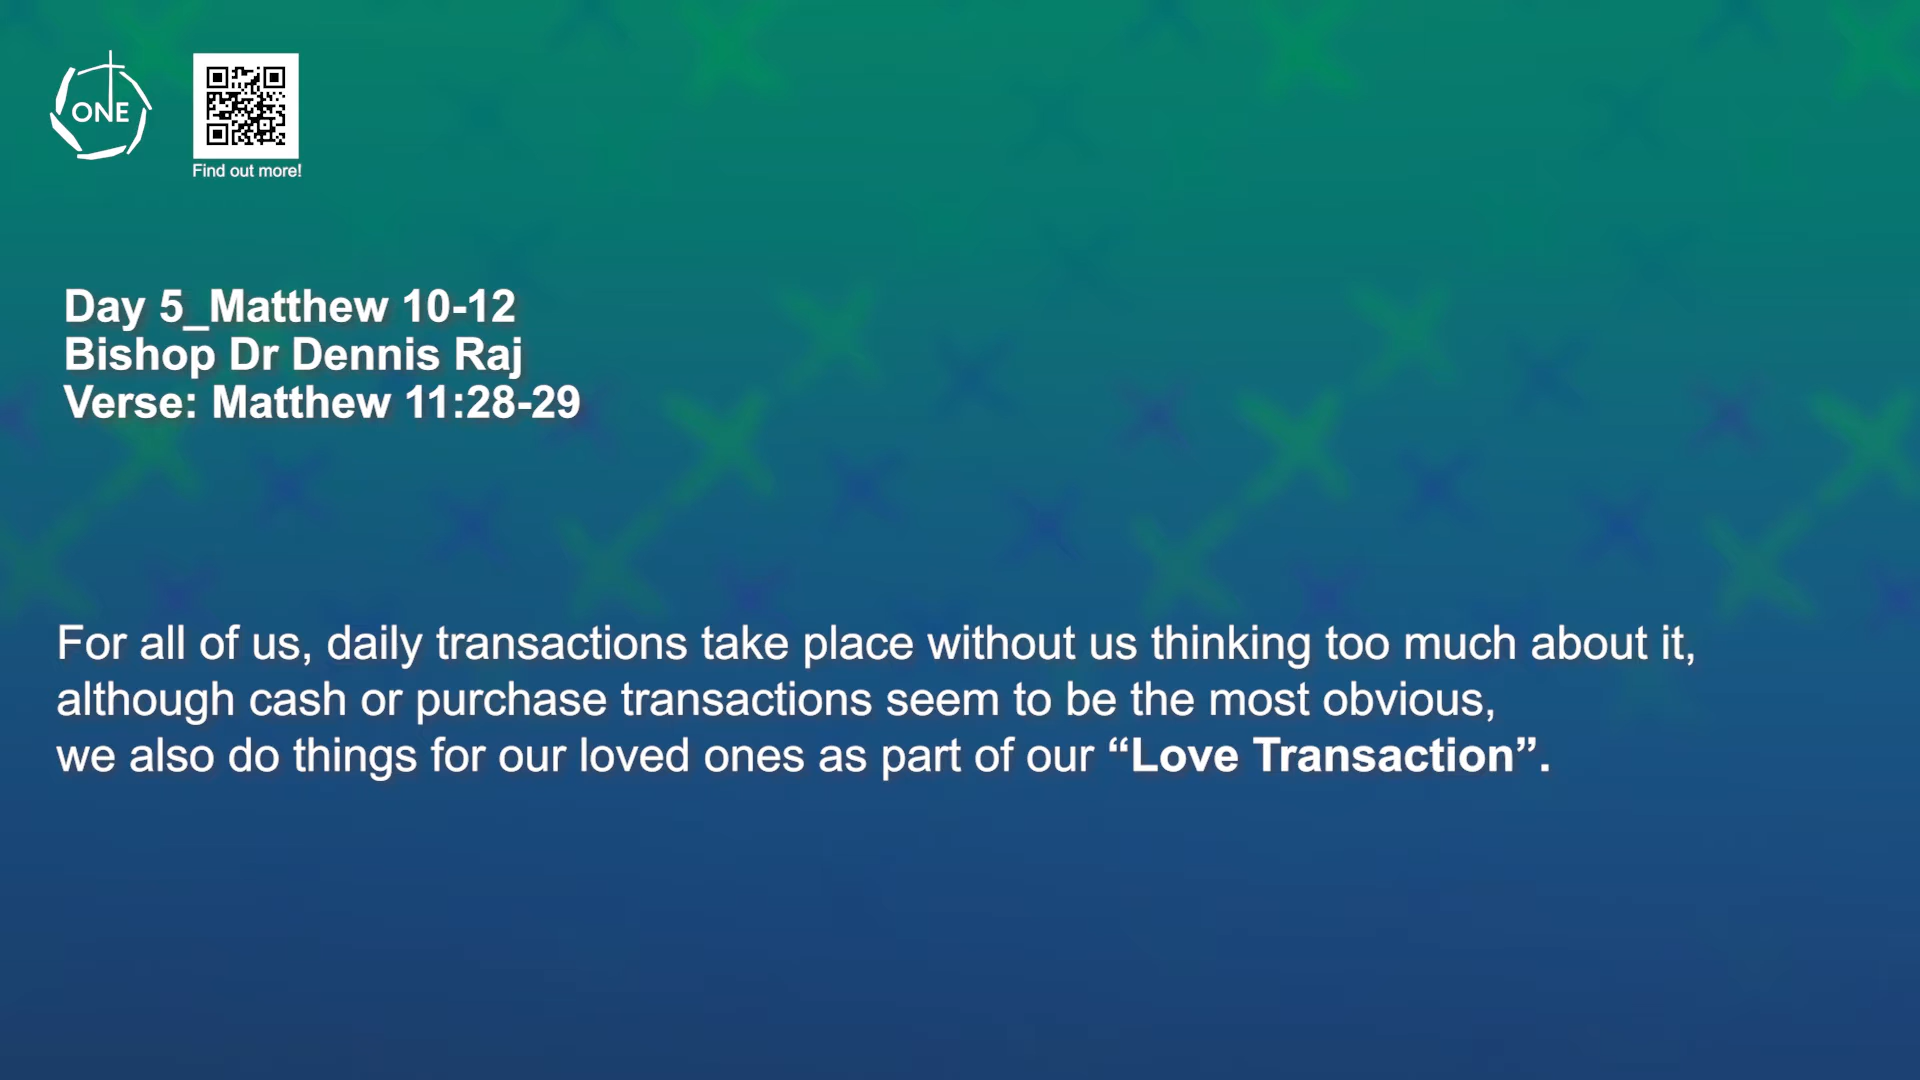 ONE
Find out more!
Day 5_Matthew 10-12
Bishop Dr Dennis Raj
Verse: Matthew 11:28-29
For all of us, daily transactions take place without us thinking too much about it,
although cash or purchase transactions seem to be the most obvious,
we also do things for our loved ones as part of our “Love Transaction”.